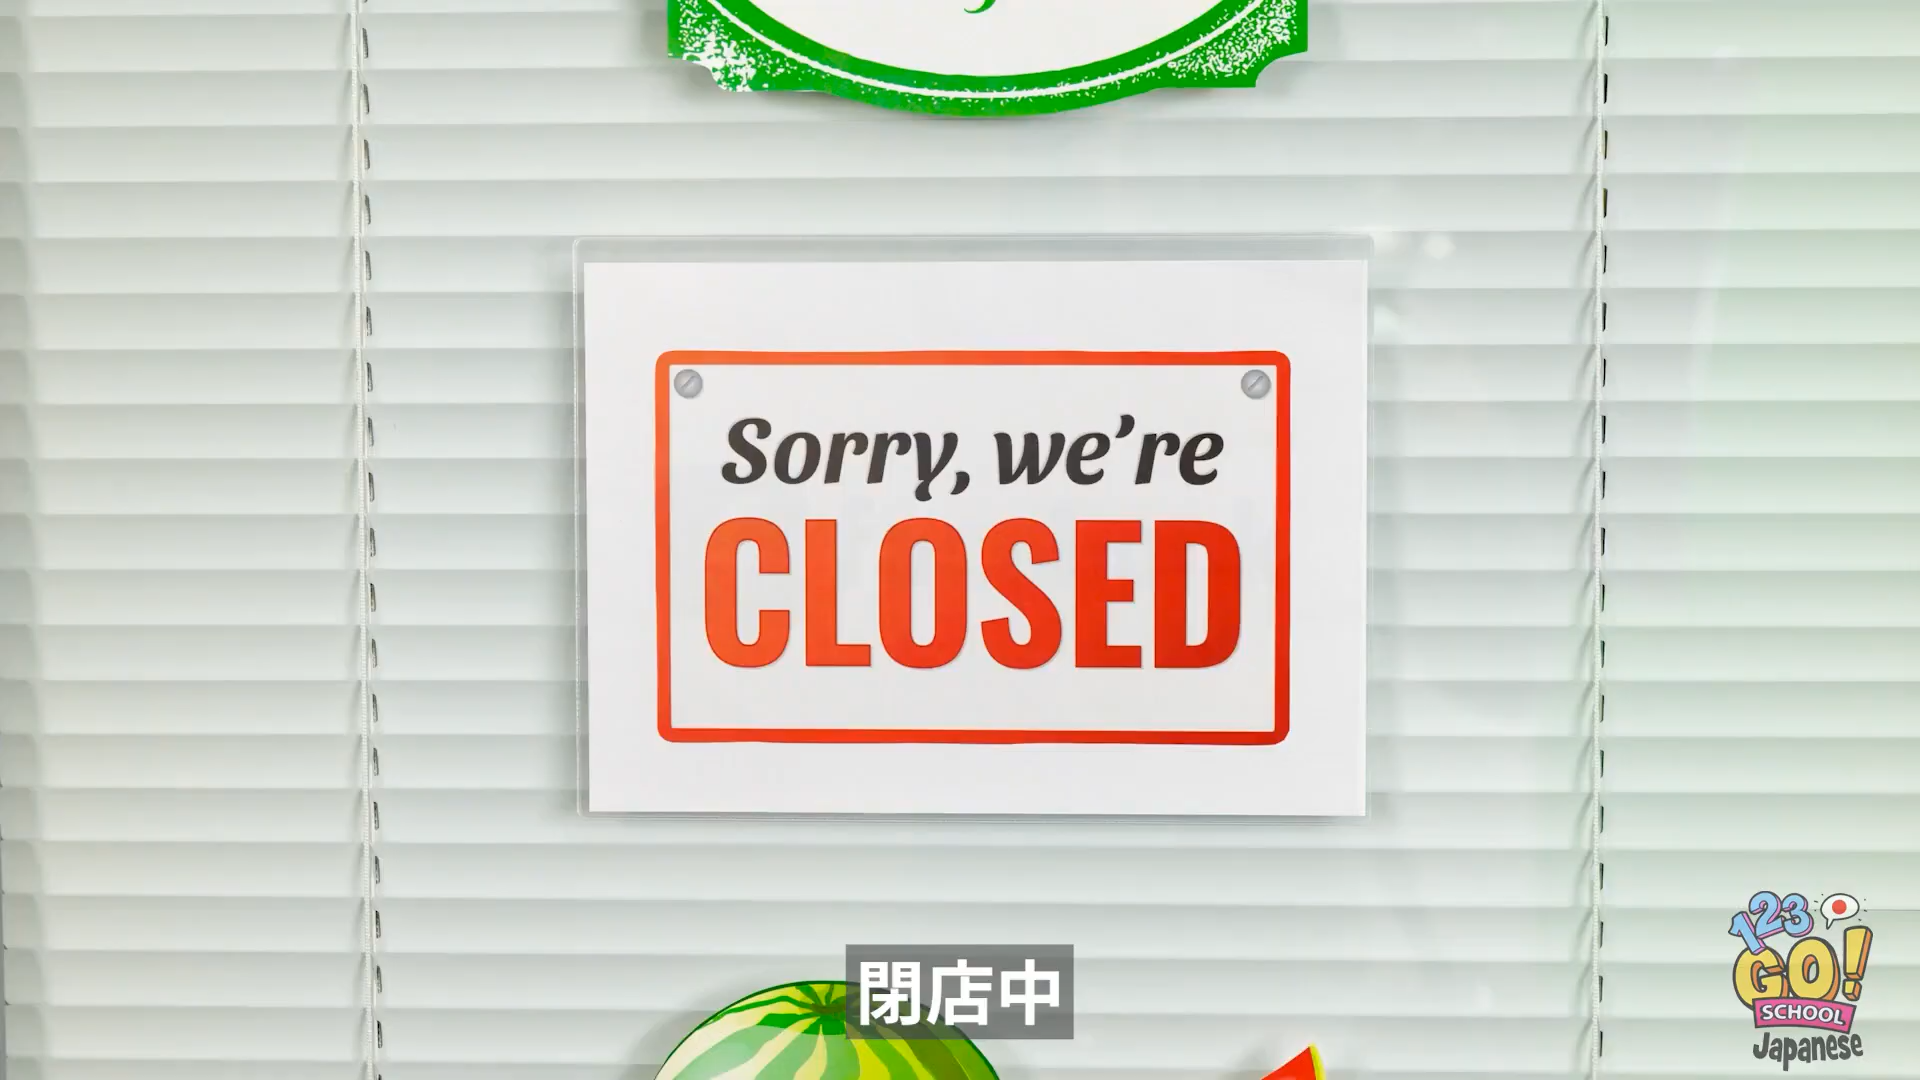 Sorry, we're
CLOSED
閉店中
123
GO!
SCHOOL
Japanese